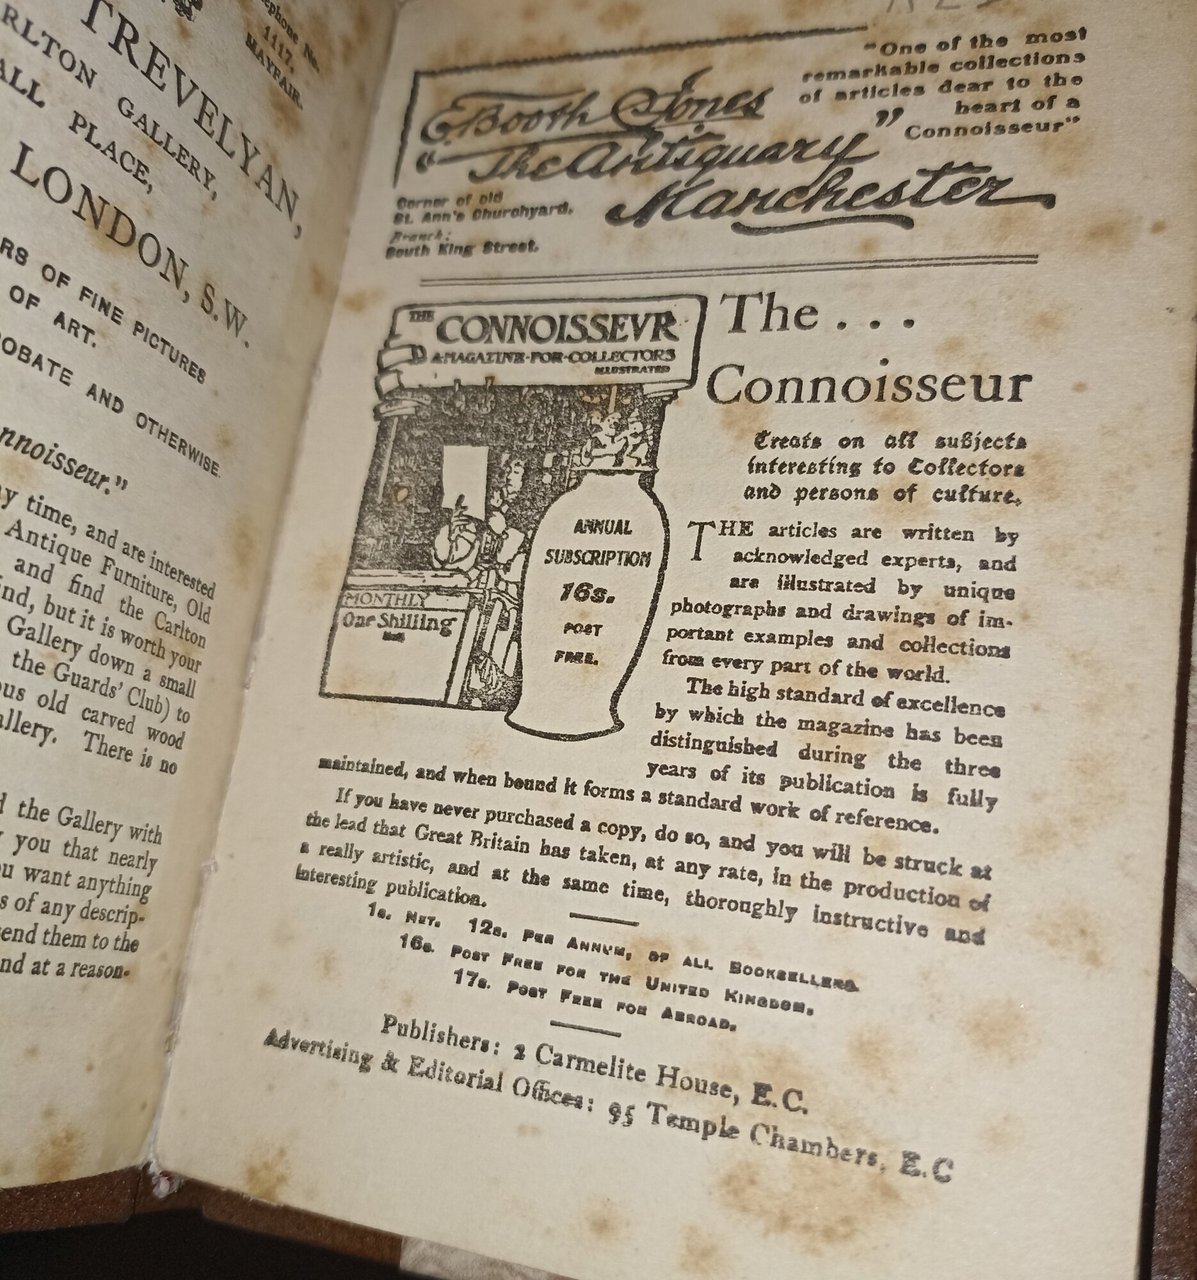 TREVELYAN,
RLTON GALLERY,
ALL PLACE,
LONDON, S.W.
ephone No.
1117,
MAYFAIR.
RS OF FINE PICTURES
OF ART.
OBATE AND OTHERWISE
nnoisseur."
y time, and are interested
Antique Furniture, Old
and find the Carlton
ind, but it is worth your
Gallery down a small
the Guards' Club) to
ous old carved wood
allery. There is no
d the Gallery with
you that nearly
u want anything
s of any descrip-
end them to the
nd at a reason-
"One of the most
remarkable collections
of articles dear to the
heart of a
Connoisseur"
Booth Jones
"The Antiquary"
Manchester
Corner of old
St. Ann's Churchyard.
Branch:
South King Street.
THE CONNOISSEVR
A·MAGAZINE·FOR·COLLECTORS
ILLUSTRATED
MONTHLY
One Shilling
Net
ANNUAL
SUBSCRIPTION
16s.
POST
FREE.
The . . .
Connoisseur
Treats on all subjects
interesting to Collectors
and persons of culture.
THE articles are written by
acknowledged experts, and
are illustrated by unique
photographs and drawings of im-
portant examples and collections
from every part of the world.
The high standard of excellence
by which the magazine has been
distinguished during the three
years of its publication is fully
maintained, and when bound it forms a standard work of reference.
If you have never purchased a copy, do so, and you will be struck at
the lead that Great Britain has taken, at any rate, in the production of
a really artistic, and at the same time, thoroughly instructive and
interesting publication.
1s. NET. 12s. PER ANNUM, OF ALL BOOKSELLERS.
16s. POST FREE FOR THE UNITED KINGDOM.
17s. POST FREE FOR ABROAD.
Publishers: 2 Carmelite House, E.C.
Advertising & Editorial Offices: 95 Temple Chambers, E.C